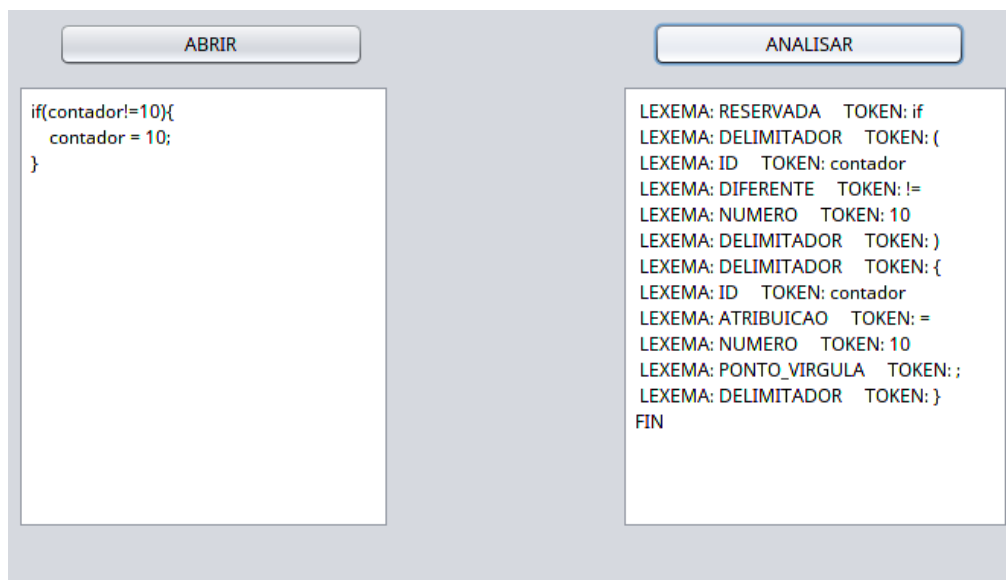 ABRIR
ANALISAR
if(contador!=10){
    contador = 10;
}
LEXEMA: RESERVADA    TOKEN: if
LEXEMA: DELIMITADOR    TOKEN: (
LEXEMA: ID    TOKEN: contador
LEXEMA: DIFERENTE    TOKEN: !=
LEXEMA: NUMERO    TOKEN: 10
LEXEMA: DELIMITADOR    TOKEN: )
LEXEMA: DELIMITADOR    TOKEN: {
LEXEMA: ID    TOKEN: contador
LEXEMA: ATRIBUICAO    TOKEN: =
LEXEMA: NUMERO    TOKEN: 10
LEXEMA: PONTO_VIRGULA    TOKEN: ;
LEXEMA: DELIMITADOR    TOKEN: }
FIN